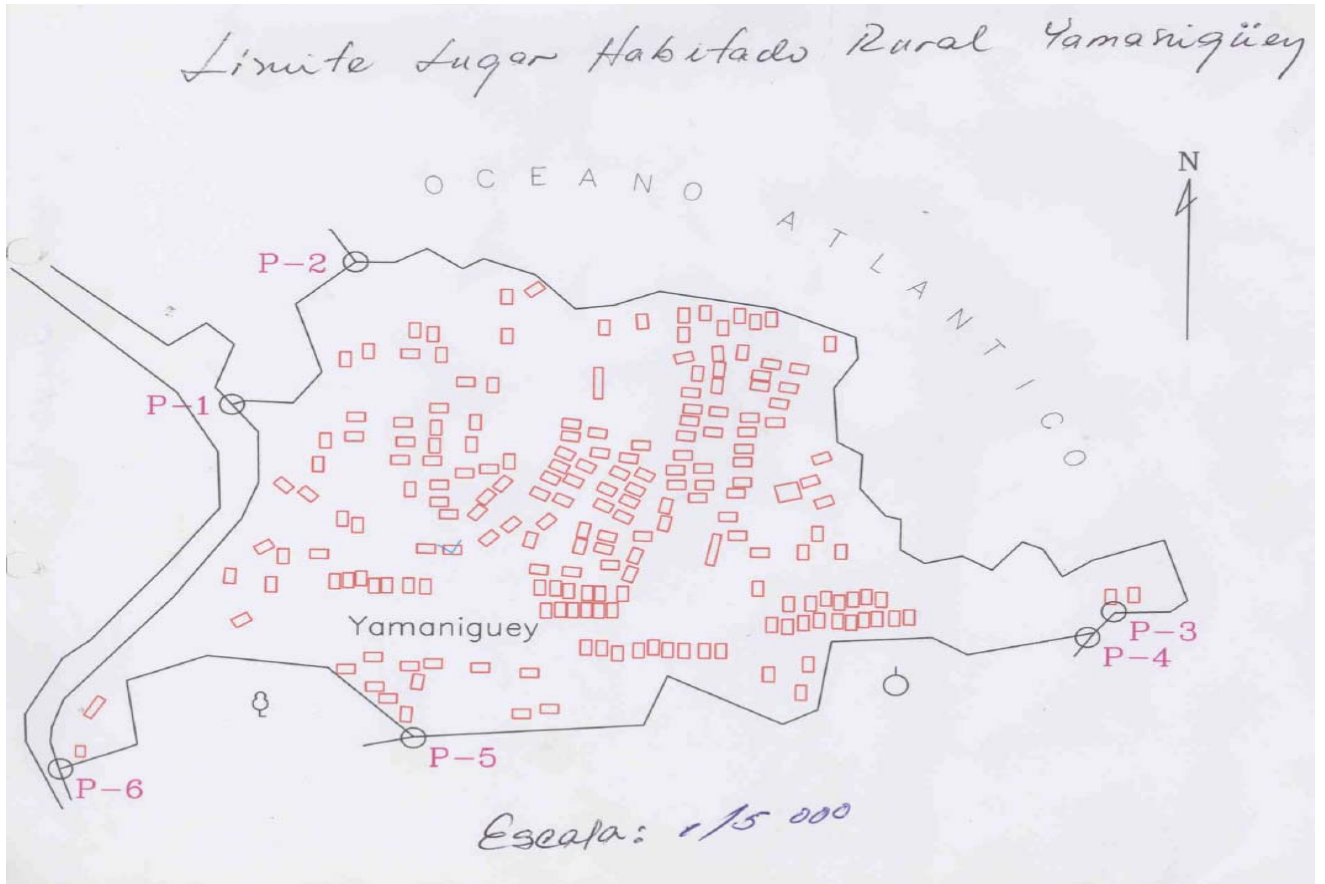 Limite Lugar Habitado Rural Yamanigüey
OCEANO ATLANTICO
N
P-2
P-1
Yamaniguey
P-3
P-4
P-5
P-6
Escala: 1/5 000